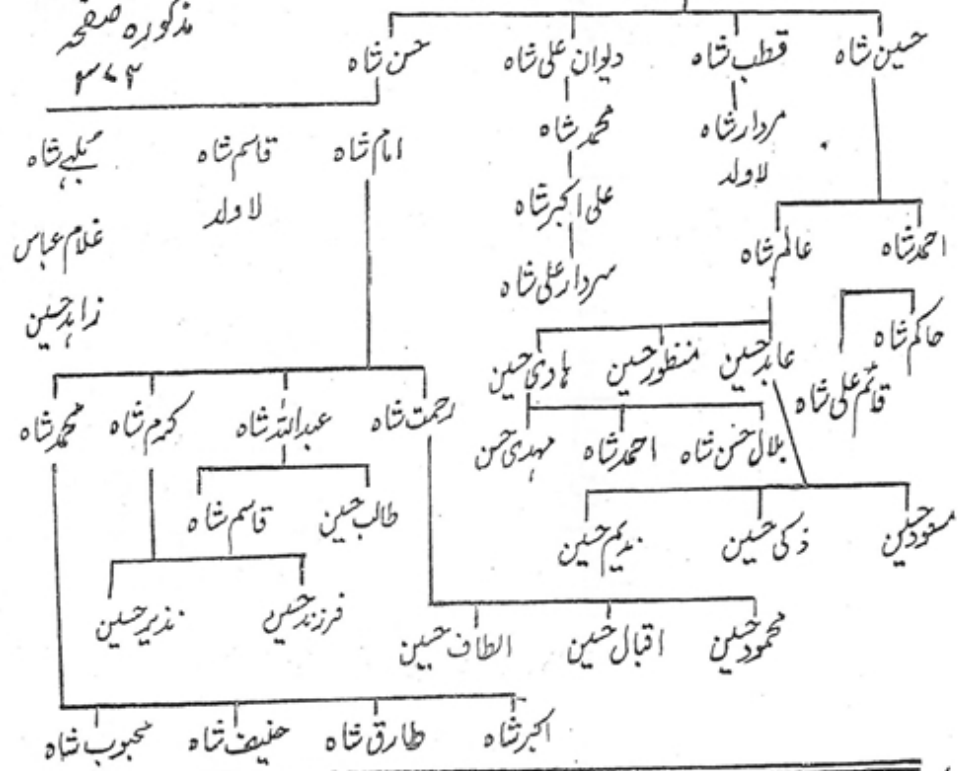 مذکورہ صفحہ
۳۷۲
حسین شاہ قطب شاہ دیوان علی شاہ حسن شاہ
مردار شاہ محمد شاہ امام شاہ قاسم شاہ بگہے شاہ
لاولد علی اکبر شاہ لاولد
احمد شاہ عالم شاہ سردار علی شاہ غلام عباس
زاہد حسین
حاکم شاہ قائم علی شاہ عابد حسین منظور حسین ہادی حسین
رحمت شاہ عبداللہ شاہ کرم شاہ محمد شاہ
بلال حسن شاہ احمد شاہ مہدی حسن
طالب حسین قاسم شاہ
مسعود حسین ذکی حسین ندیم حسین
فرزند حسین نذیر حسین
محمود حسین اقبال حسین الطاف حسین
اکبر شاہ طارق شاہ حنیف شاہ محبوب شاہ